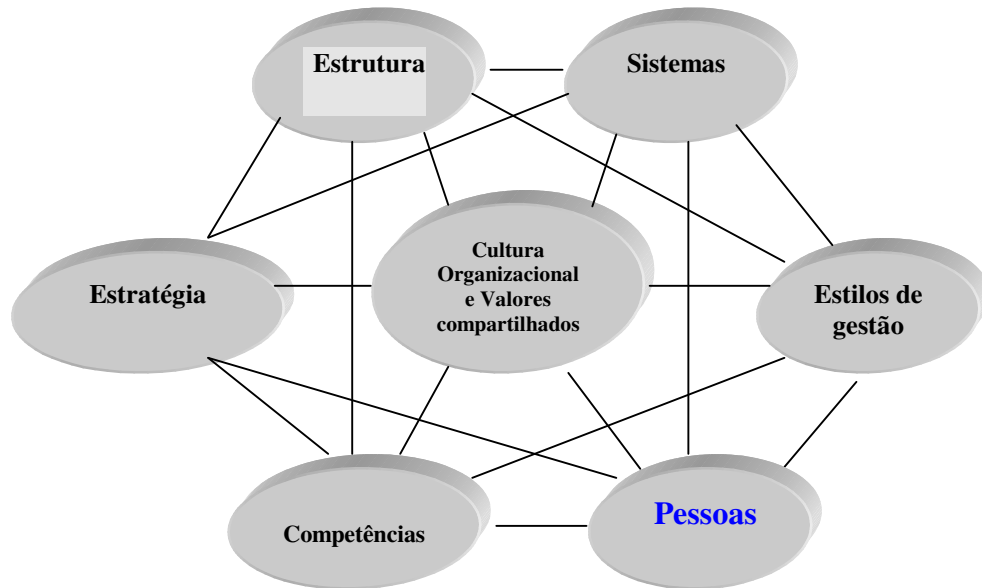 Estrutura
Sistemas
Cultura
Organizacional
e Valores
compartilhados
Estratégia
Estilos de
gestão
Competências
Pessoas